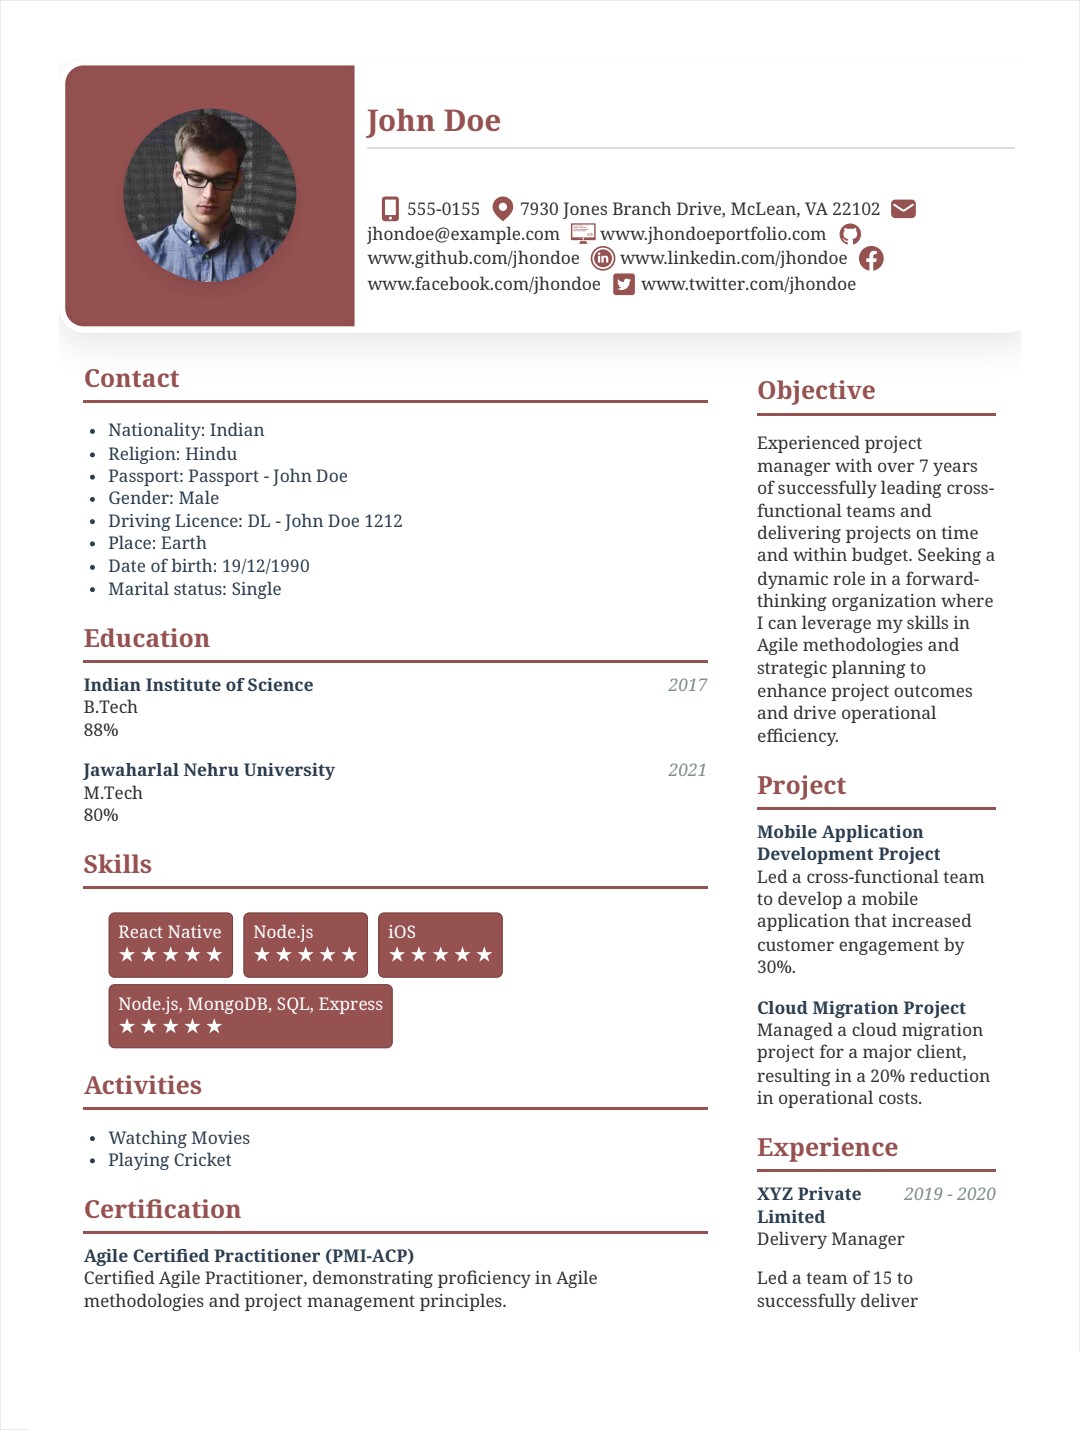 John Doe
555-0155 7930 Jones Branch Drive, McLean, VA 22102
jhondoe@example.com www.jhondoeportfolio.com
www.github.com/jhondoe www.linkedin.com/jhondoe
www.facebook.com/jhondoe www.twitter.com/jhondoe
Contact
• Nationality: Indian
• Religion: Hindu
• Passport: Passport - John Doe
• Gender: Male
• Driving Licence: DL - John Doe 1212
• Place: Earth
• Date of birth: 19/12/1990
• Marital status: Single
Education
Indian Institute of Science 2017
B.Tech
88%
Jawaharlal Nehru University 2021
M.Tech
80%
Skills
React Native Node.js iOS
★★★★★ ★★★★★ ★★★★★
Node.js, MongoDB, SQL, Express
★★★★★
Activities
• Watching Movies
• Playing Cricket
Certification
Agile Certified Practitioner (PMI-ACP)
Certified Agile Practitioner, demonstrating proficiency in Agile
methodologies and project management principles.
Objective
Experienced project
manager with over 7 years
of successfully leading cross-
functional teams and
delivering projects on time
and within budget. Seeking a
dynamic role in a forward-
thinking organization where
I can leverage my skills in
Agile methodologies and
strategic planning to
enhance project outcomes
and drive operational
efficiency.
Project
Mobile Application
Development Project
Led a cross-functional team
to develop a mobile
application that increased
customer engagement by
30%.
Cloud Migration Project
Managed a cloud migration
project for a major client,
resulting in a 20% reduction
in operational costs.
Experience
XYZ Private 2019 - 2020
Limited
Delivery Manager
Led a team of 15 to
successfully deliver